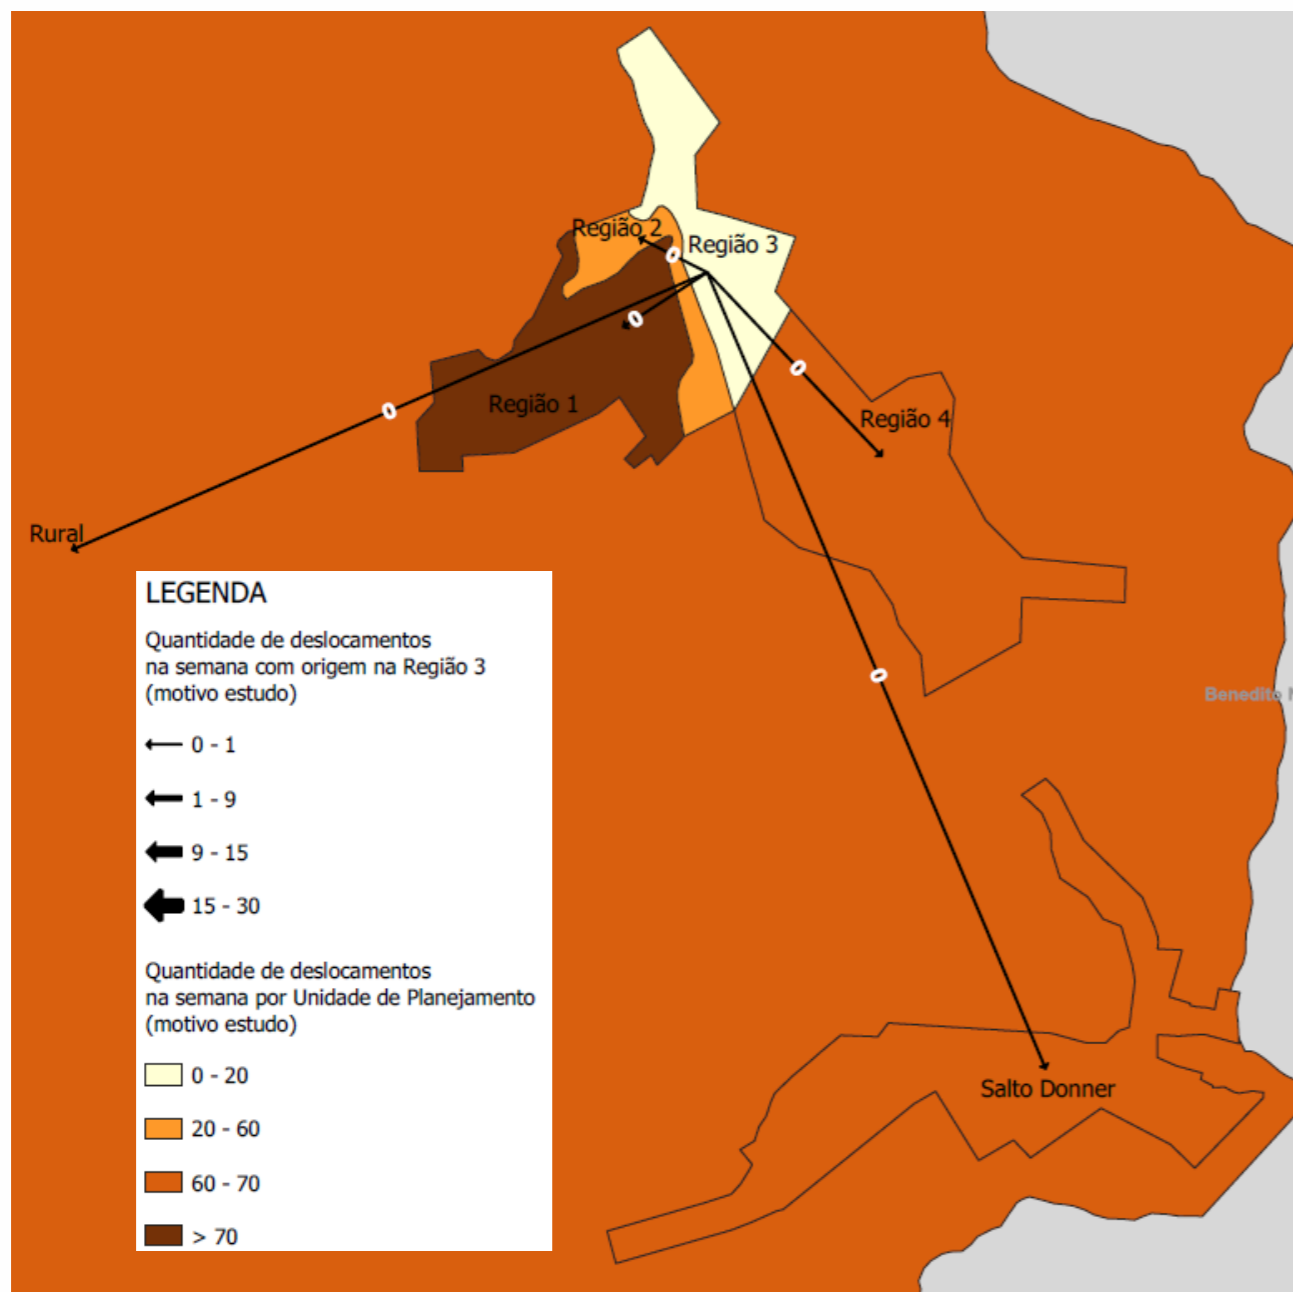 Região 2
Região 3
0
0
0
0
Região 1
Região 4
Rural
0
Benedito
LEGENDA
Quantidade de deslocamentos
na semana com origem na Região 3
(motivo estudo)
0 - 1
1 - 9
9 - 15
15 - 30
Quantidade de deslocamentos
na semana por Unidade de Planejamento
(motivo estudo)
0 - 20
20 - 60
60 - 70
> 70
Salto Donner